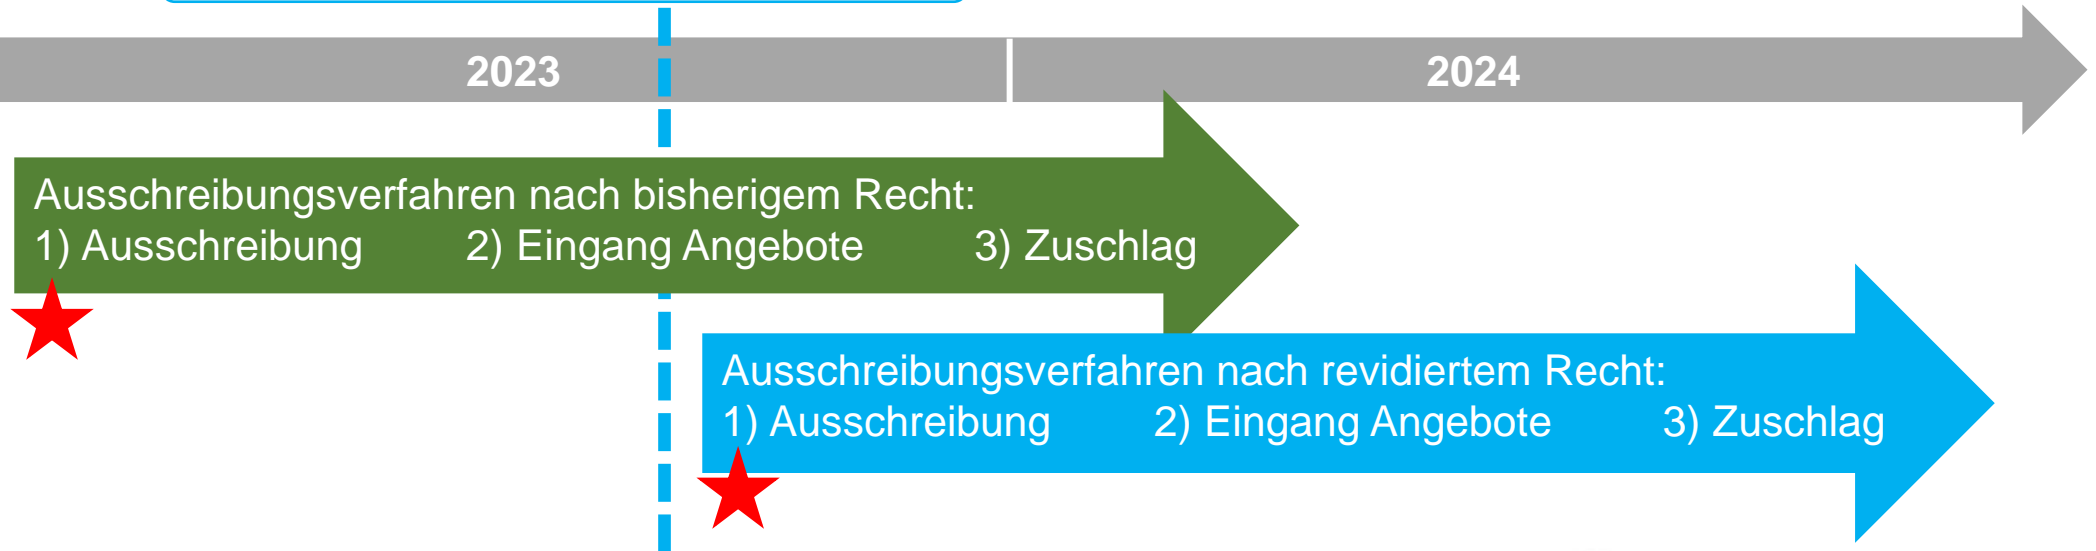 2023
2024
Ausschreibungsverfahren nach bisherigem Recht:
1) Ausschreibung 2) Eingang Angebote 3) Zuschlag
Ausschreibungsverfahren nach revidiertem Recht:
1) Ausschreibung 2) Eingang Angebote 3) Zuschlag